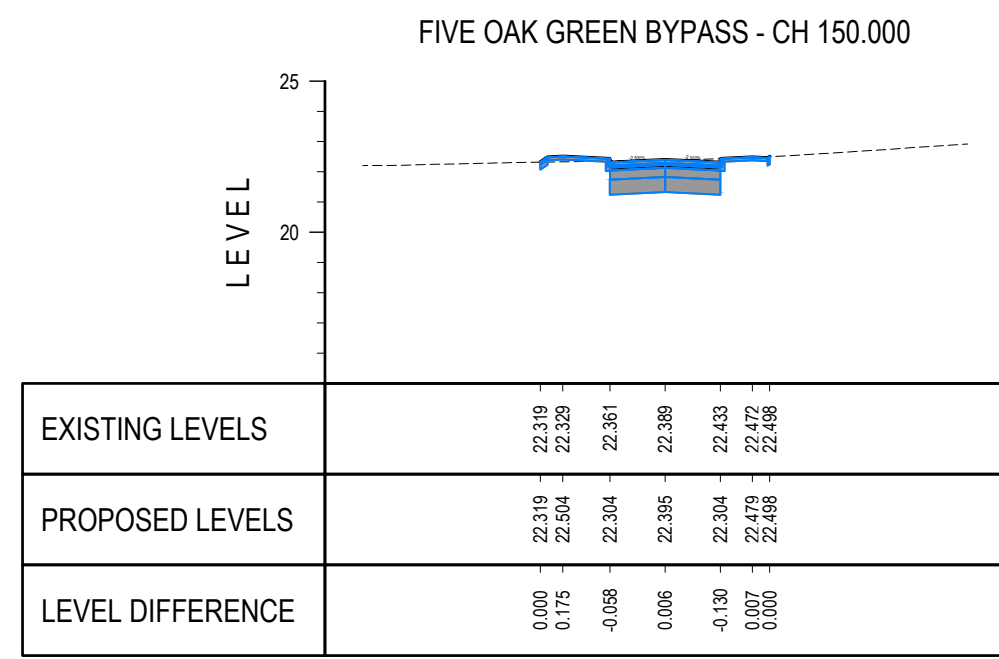 FIVE OAK GREEN BYPASS - CH 150.000
25
20
LEVEL
EXISTING LEVELS 22.319 22.329 22.361 22.389 22.433 22.472 22.498
PROPOSED LEVELS 22.319 22.504 22.304 22.395 22.304 22.479 22.498
LEVEL DIFFERENCE 0.000 0.175 -0.058 0.006 -0.130 0.007 0.000